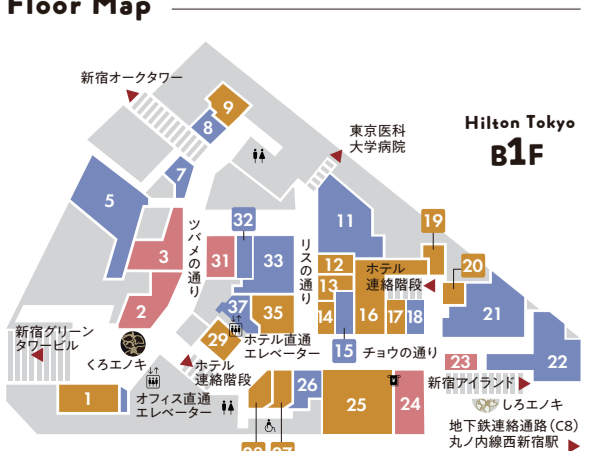 Floor Map
新宿オークタワー
東京医科
大学病院
Hilton Tokyo
B1F
9
8
7
5
3
2
ツバメの通り
31
32
33
37
35
29
リスの通り
11
12
13
14
15
16
17
18
19
20
21
22
23
ホテル
連絡階段
ホテル直通
エレベーター
チョウの通り
新宿グリーン
タワービル
くろエノキ
ホテル
連絡階段
オフィス直通
エレベーター
1
26
25
24
新宿アイランド
しろエノキ
地下鉄連絡通路(C8)
丸ノ内線西新宿駅
28
27